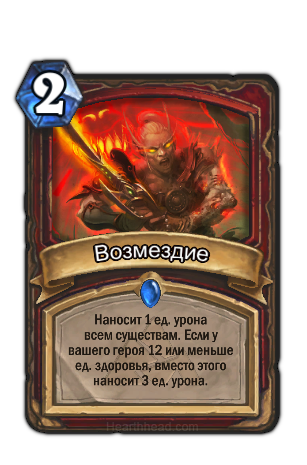 2
Возмездие
Наносит 1 ед. урона
всем существам. Если у
вашего героя 12 или меньше
ед. здоровья, вместо этого
наносит 3 ед. урона.
Hearthhead.com